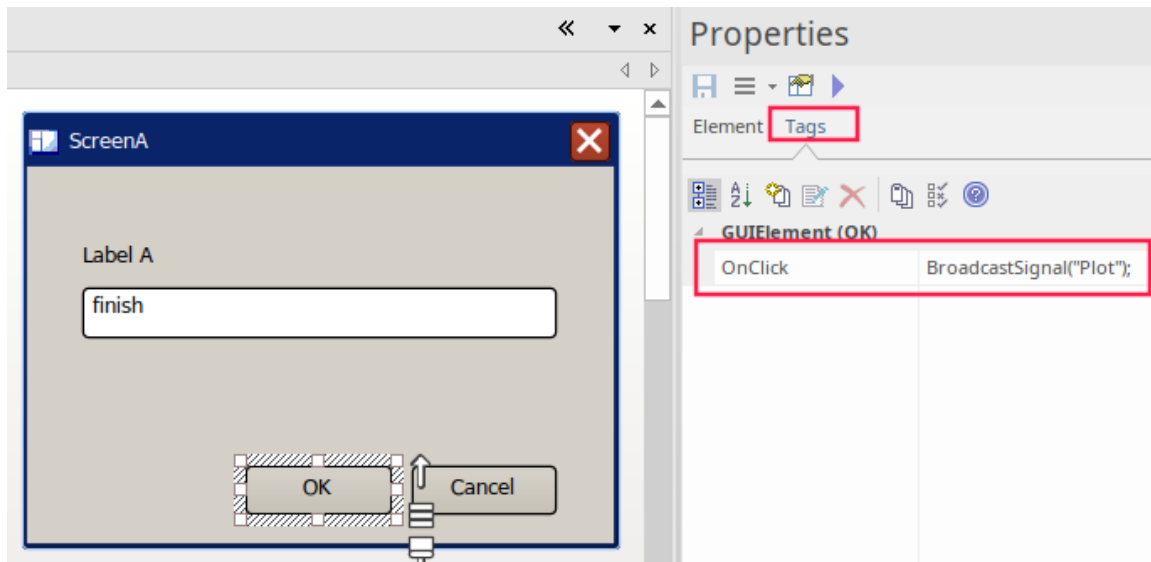 Properties
Element Tags
ScreenA
GUIElement (OK)
OnClick BroadcastSignal("Plot");
Label A
finish
OK Cancel